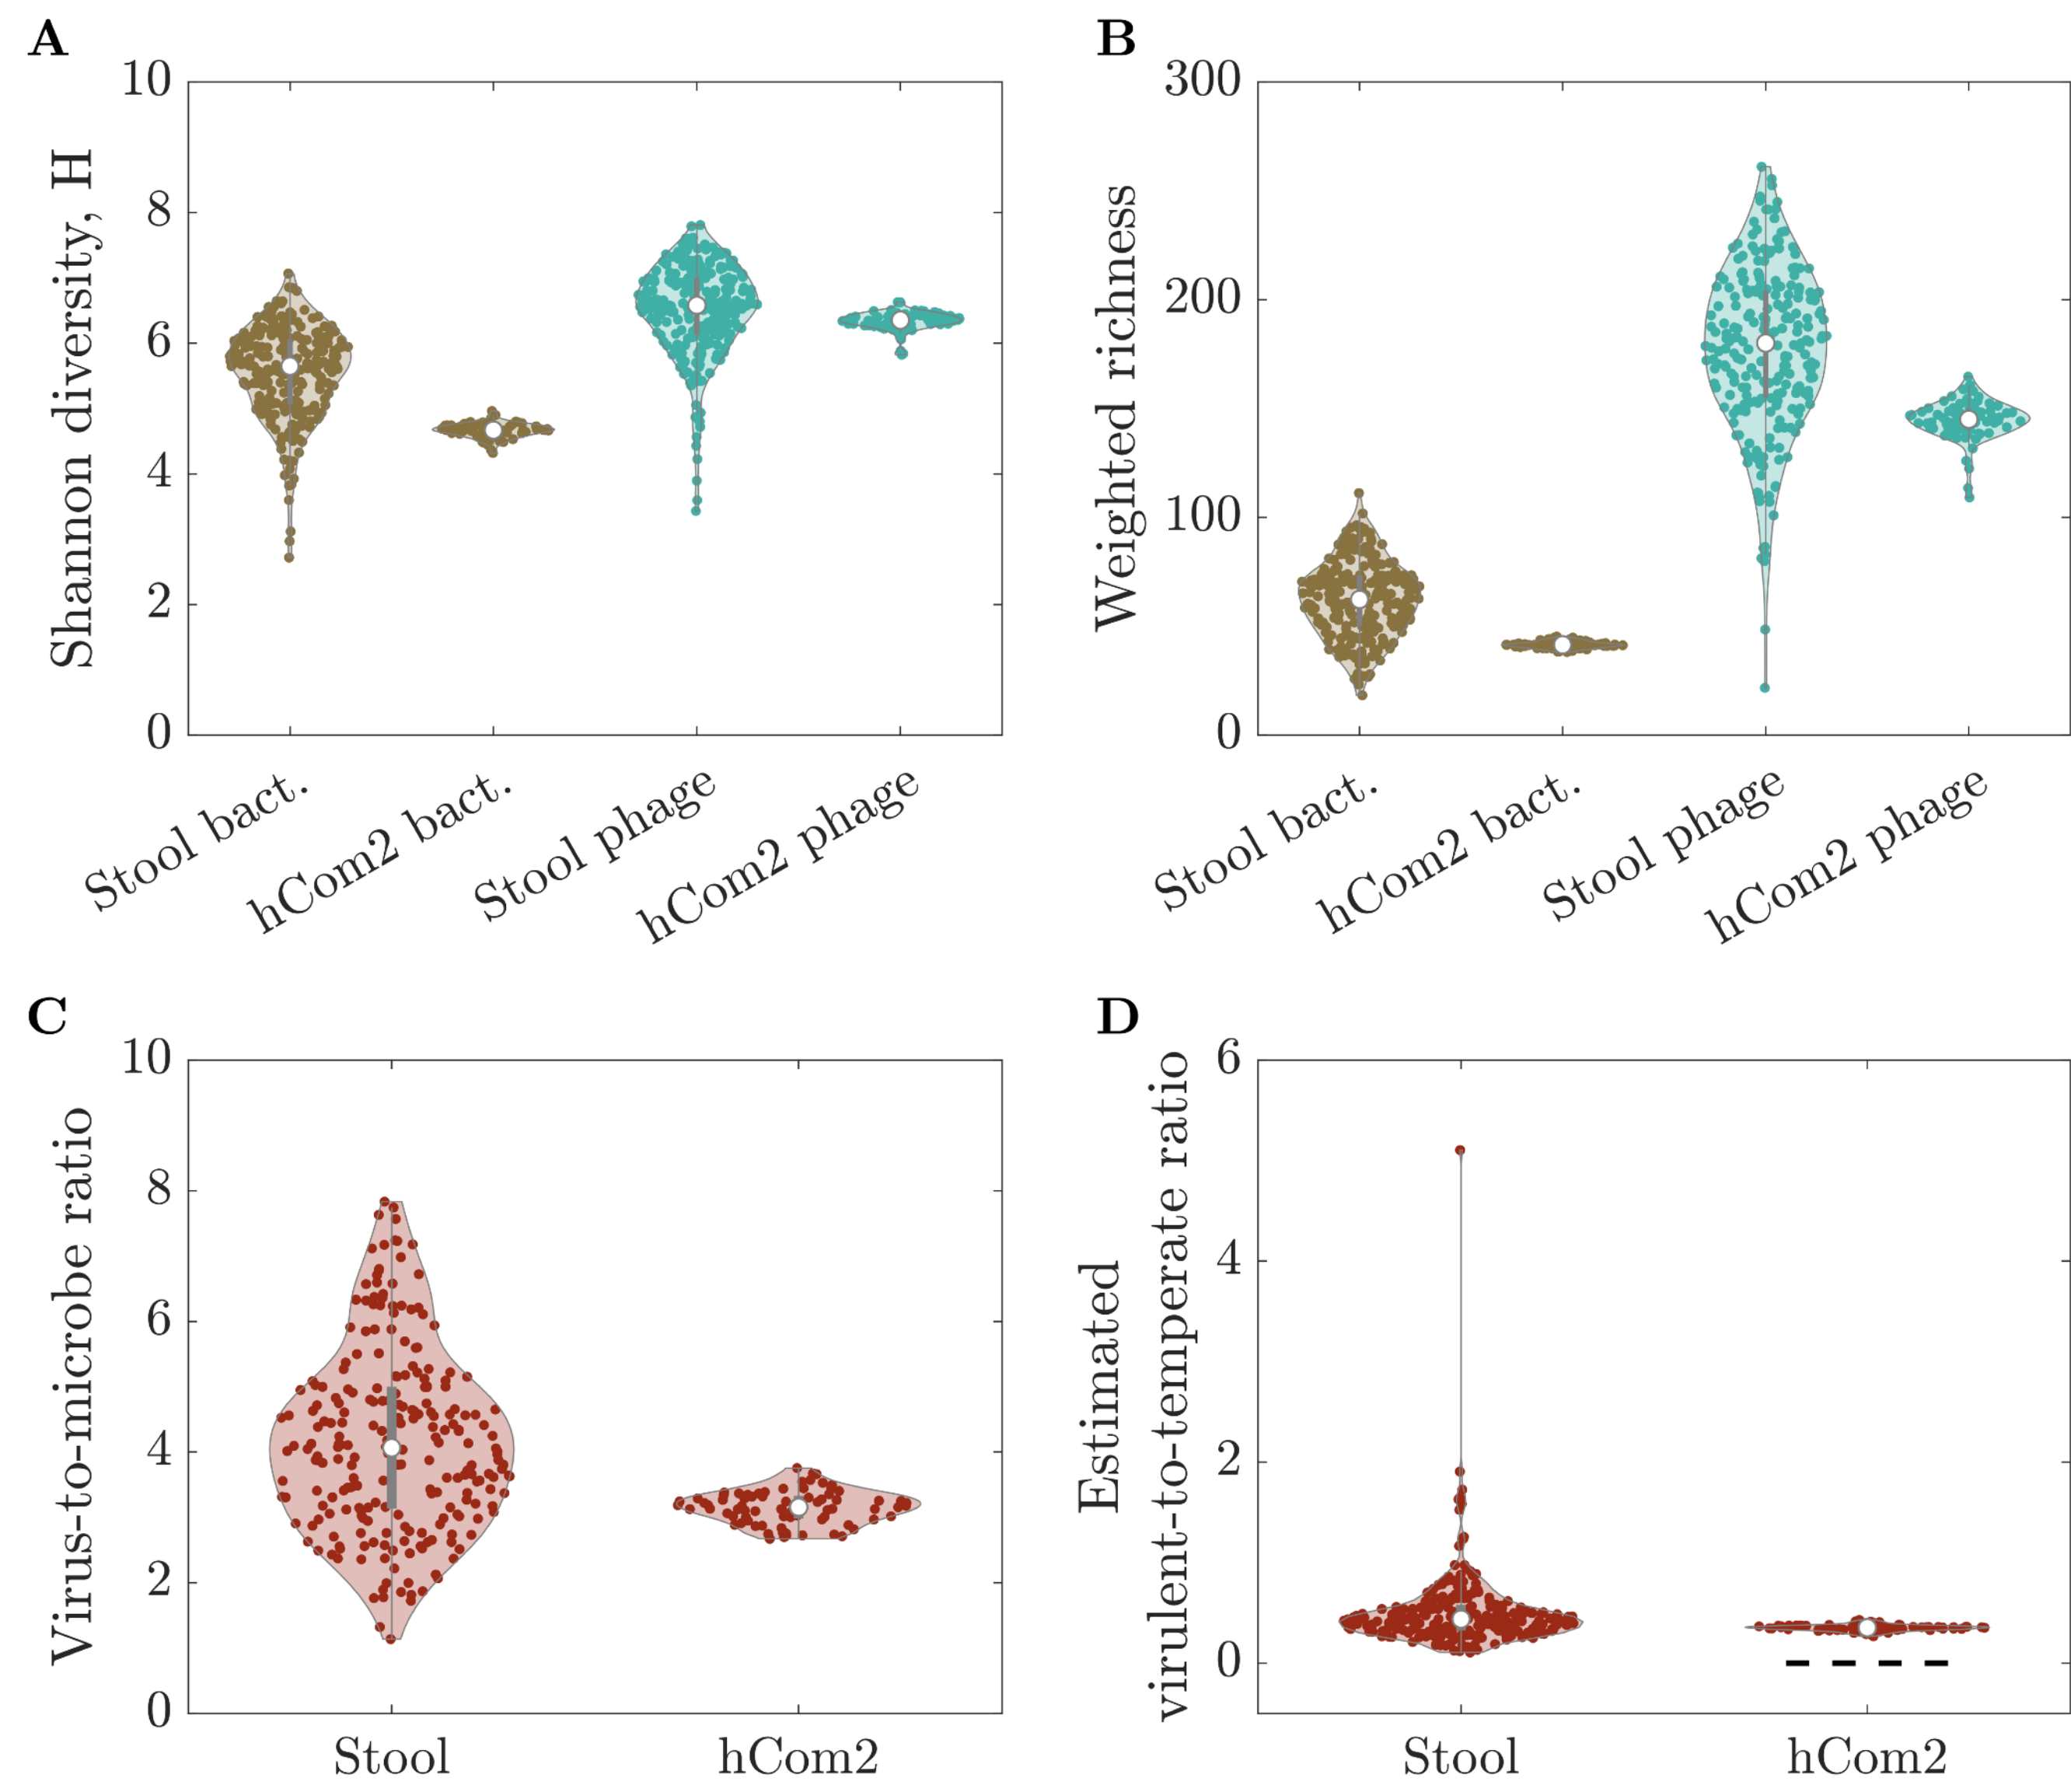 A
Shannon diversity, H
10
8
6
4
2
0
Stool bact.
hCom2 bact.
Stool phage
hCom2 phage
B
Weighted richness
300
200
100
0
Stool bact.
hCom2 bact.
Stool phage
hCom2 phage
C
Virus-to-microbe ratio
10
8
6
4
2
0
Stool
hCom2
D
Estimated
virulent-to-temperate ratio
6
4
2
0
Stool
hCom2